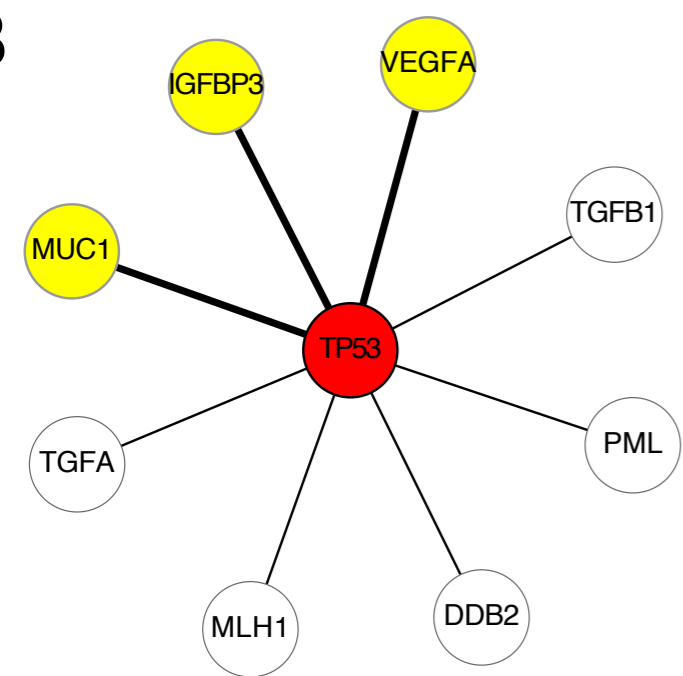 B
VEGFA
IGFBP3
TGFB1
MUC1
TP53
PML
TGFA
DDB2
MLH1